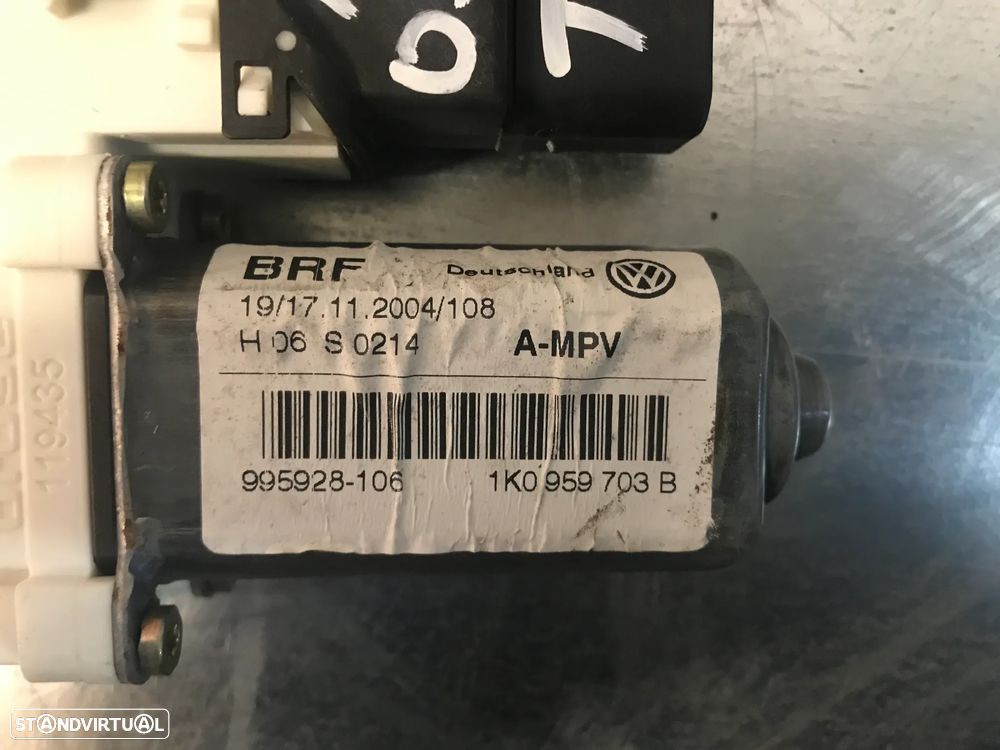 BRF Deutschland
19/17.11.2004/108
H 06 S 0214 A-MPV
995928-106 1K0 959 703 B
119435
STANDVIRTUAL